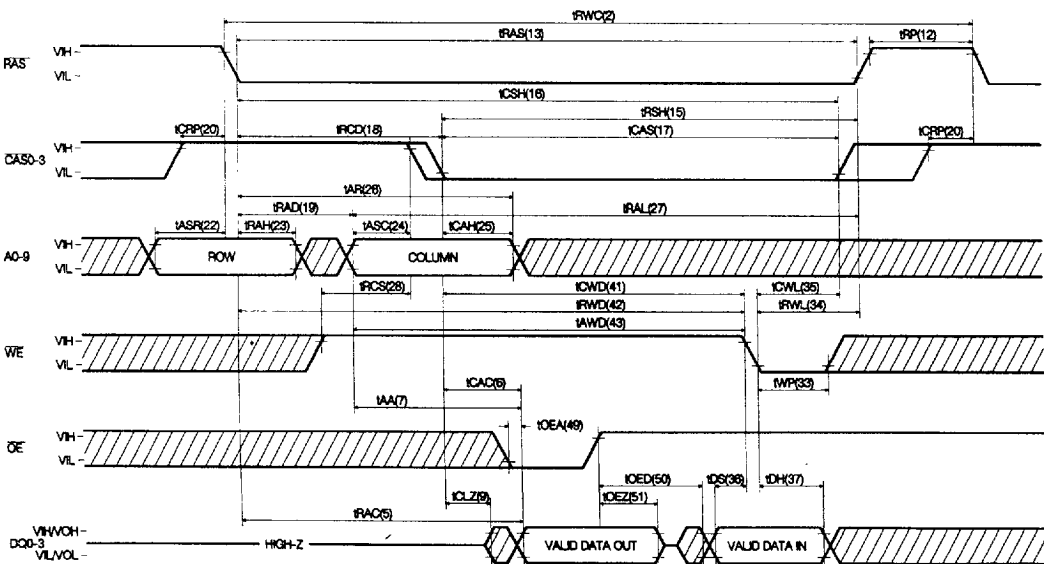 tRWC(2)
tRAS(13) tRP(12)
RAS VIH- VIL-
tCSH(16)
tRSH(15)
tCRP(20) tRCD(18) tCAS(17) tCRP(20)
CAS0-3 VIH- VIL-
tAR(26)
tRAD(19) tRAL(27)
tASR(22) tRAH(23) tASC(24) tCAH(25)
A0-9 VIH- VIL- ROW COLUMN
tRCS(28) tCWD(41) tCWL(35)
tRWD(42) tRWL(34)
tAWD(43)
WE VIH- VIL-
tCAC(6) tWP(33)
tAA(7)
tOEA(49)
OE VIH- VIL-
tOED(50) tDS(36) tDH(37)
tCLZ(9) tOEZ(51)
tRAC(5)
DQ0-3 VIH/VOH- VIL/VOL- HIGH-Z VALID DATA OUT VALID DATA IN